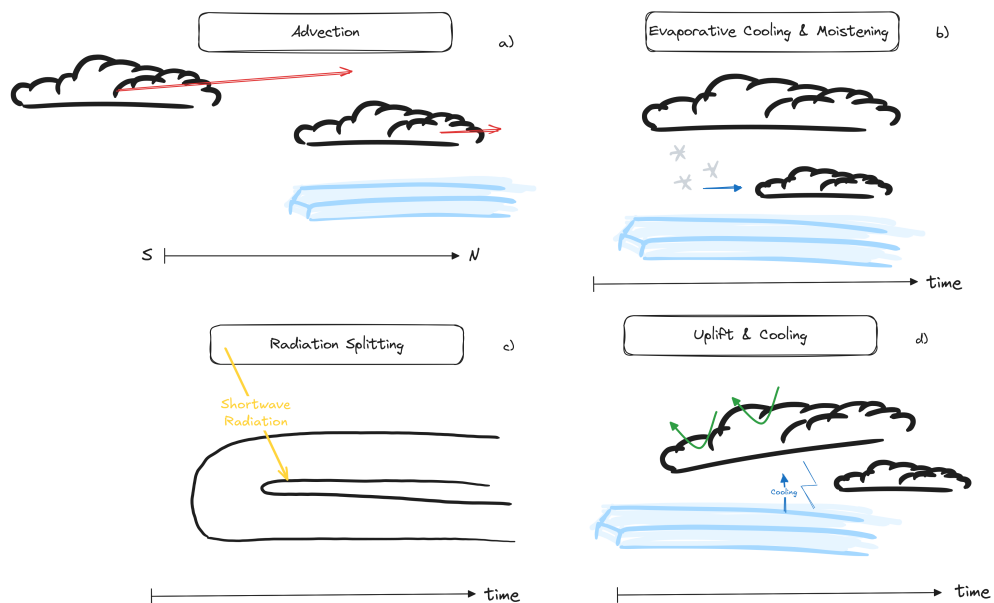 Advection
a)
S
N
Evaporative Cooling & Moistening
b)
time
Radiation Splitting
c)
Shortwave
Radiation
time
Uplift & Cooling
d)
Cooling
time